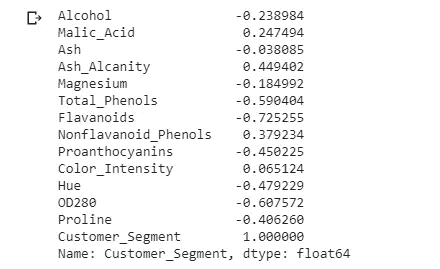 Alcohol -0.238984
Malic_Acid 0.247494
Ash -0.038085
Ash_Alcanity 0.449402
Magnesium -0.184992
Total_Phenols -0.590404
Flavanoids -0.725255
Nonflavanoid_Phenols 0.379234
Proanthocyanins -0.450225
Color_Intensity 0.065124
Hue -0.479229
OD280 -0.607572
Proline -0.406260
Customer_Segment 1.000000
Name: Customer_Segment, dtype: float64